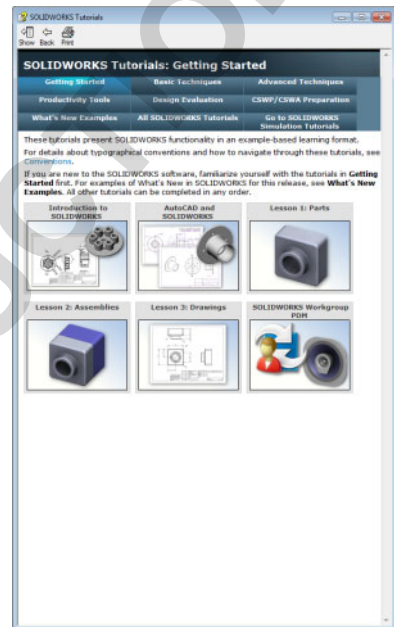 SOLIDWORKS Tutorials
Show Back Print
SOLIDWORKS Tutorials: Getting Started
Getting Started Basic Techniques Advanced Techniques
Productivity Tools Design Evaluation CSWP/CSWA Preparation
What's New Examples All SOLIDWORKS Tutorials Go to SOLIDWORKS
Simulation Tutorials
These tutorials present SOLIDWORKS functionality in an example-based learning format.
For details about typographical conventions and how to navigate through these tutorials, see
Conventions.
If you are new to the SOLIDWORKS software, familiarize yourself with the tutorials in Getting
Started first. For examples of What's New in SOLIDWORKS for this release, see What's New
Examples. All other tutorials can be completed in any order.
Introduction to
SOLIDWORKS
AutoCAD and
SOLIDWORKS
Lesson 1: Parts
Lesson 2: Assemblies
Lesson 3: Drawings
SOLIDWORKS Workgroup
PDM